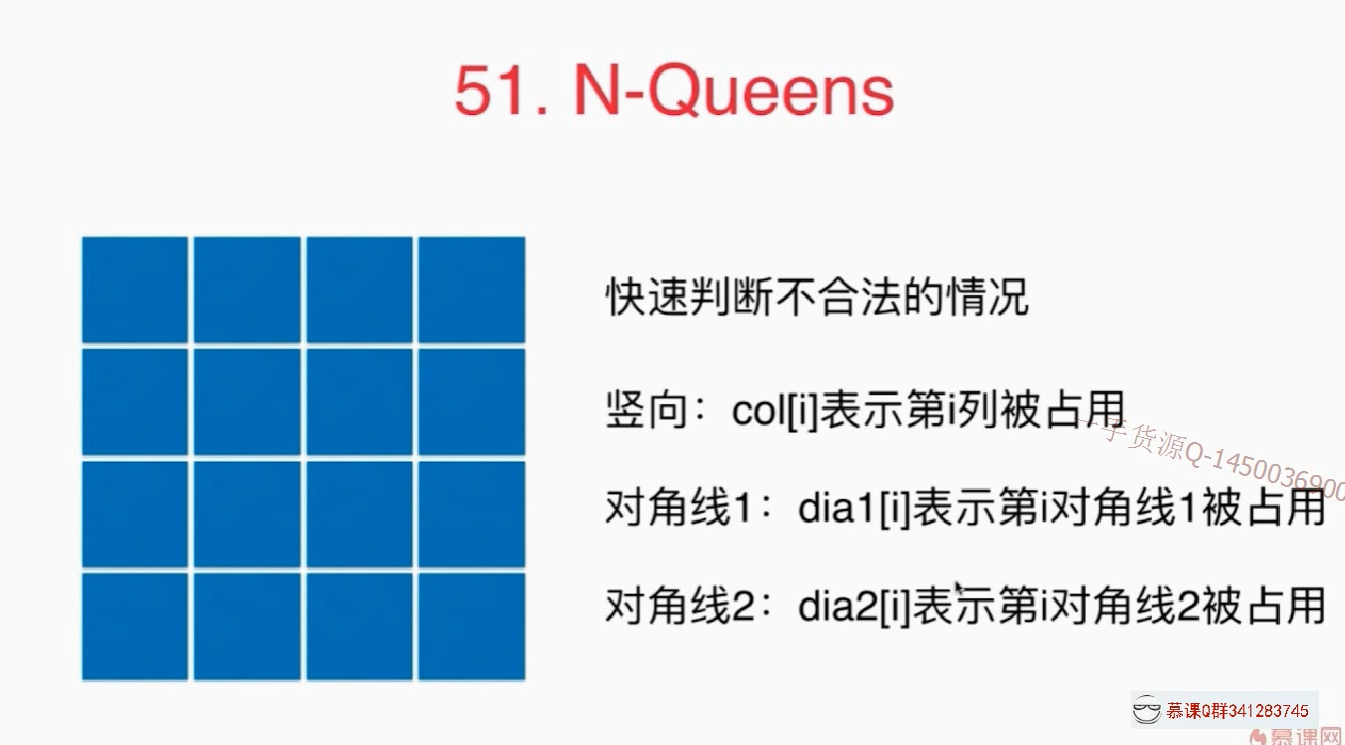 51. N-Queens
快速判断不合法的情况
竖向：col[i]表示第i列被占用
一手货源Q-1450036900
对角线1：dia1[i]表示第i对角线1被占用
对角线2：dia2[i]表示第i对角线2被占用
慕课Q群341283745
慕课网